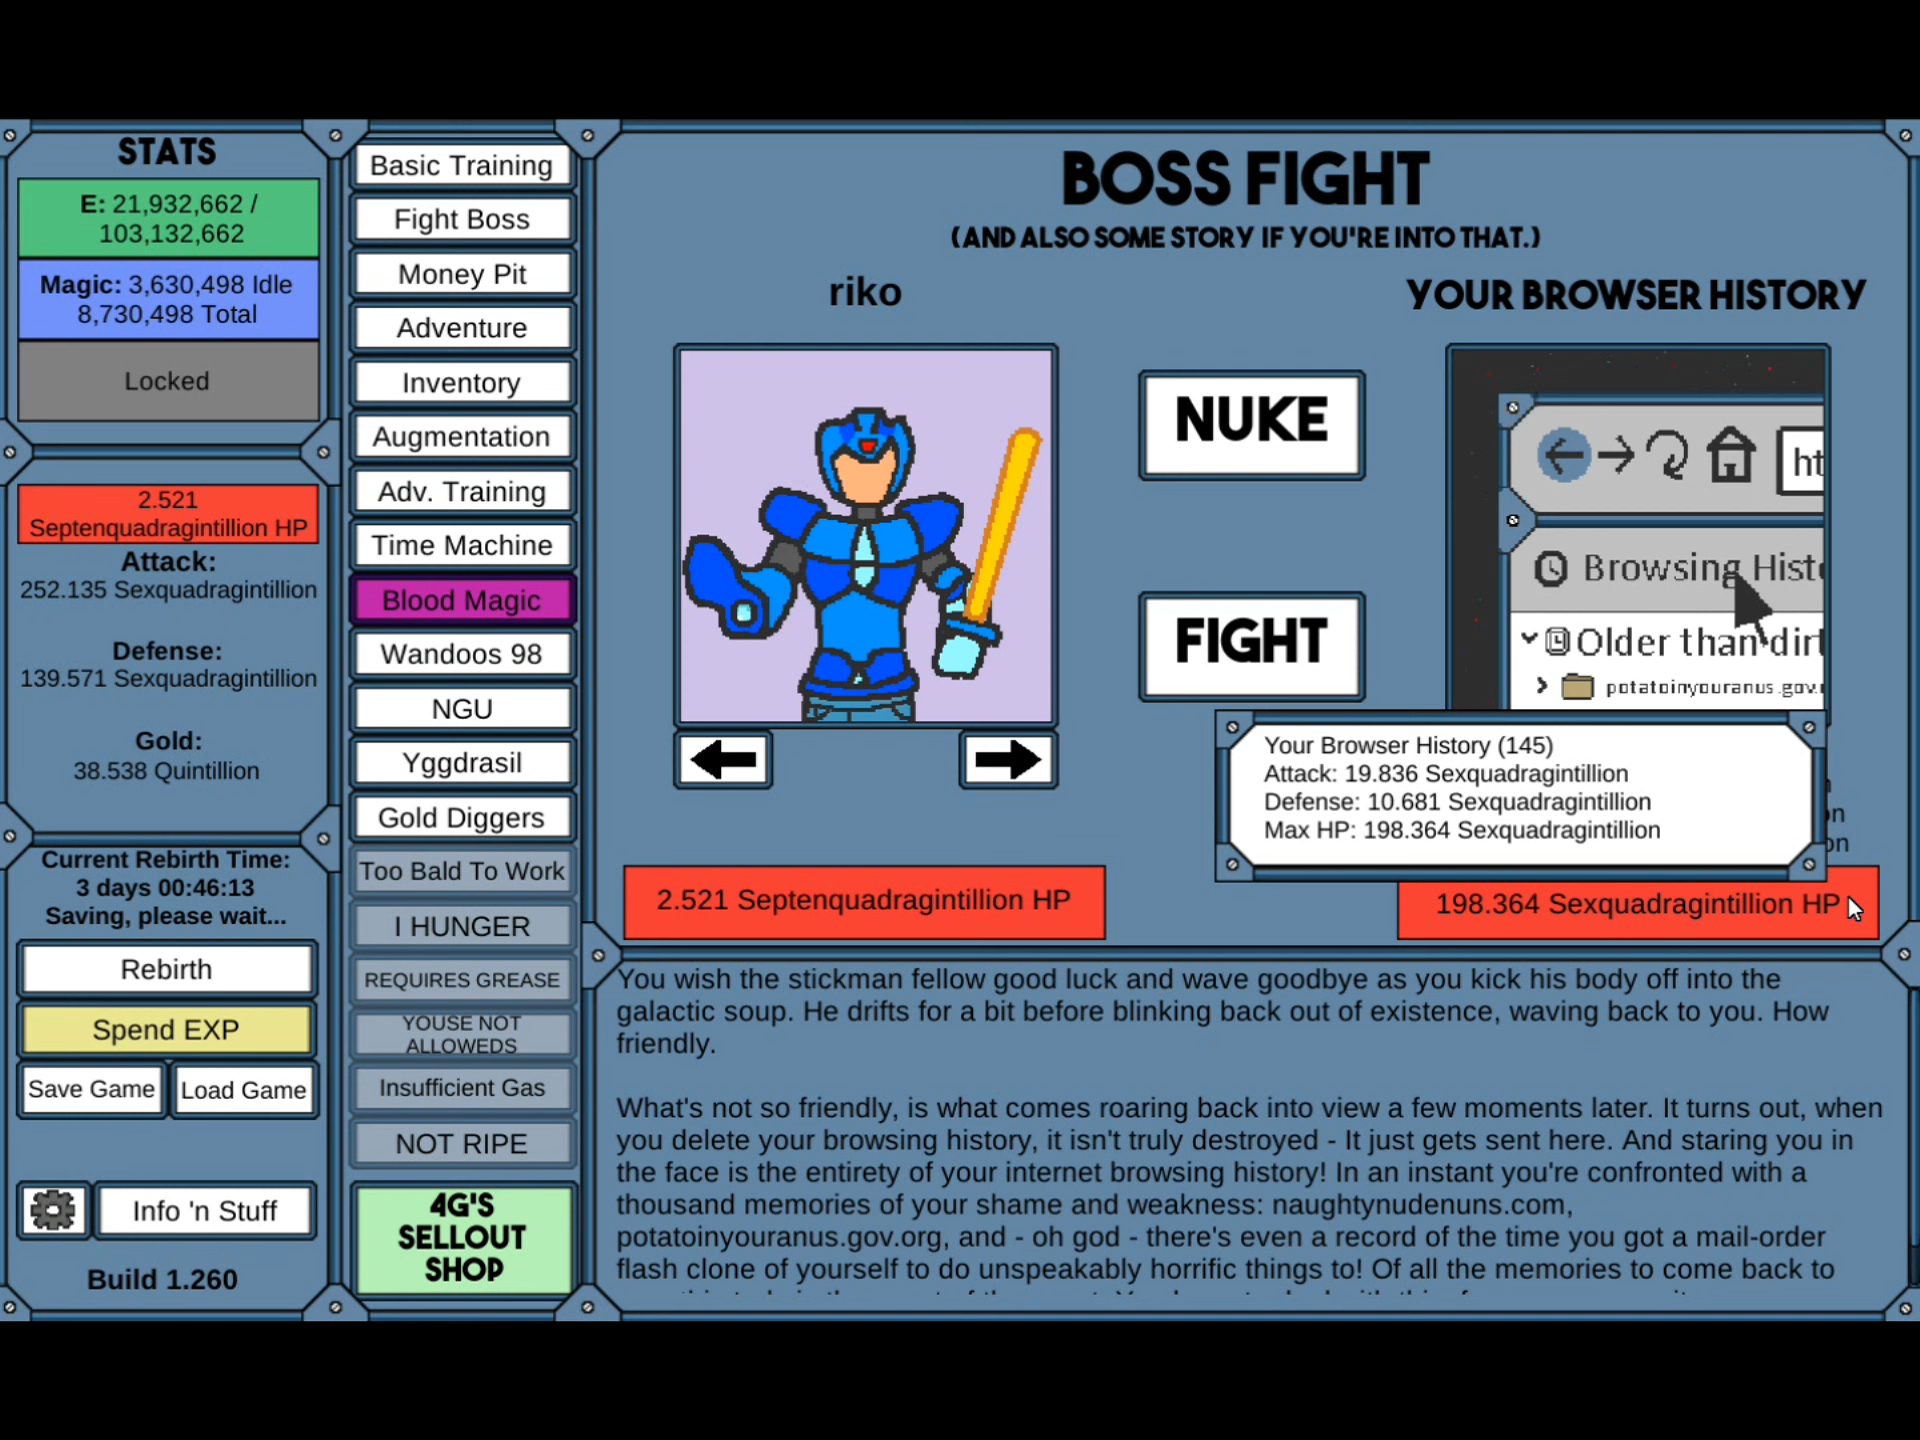 STATS
E: 21,932,662 /
103,132,662
Magic: 3,630,498 Idle
8,730,498 Total
Locked
2.521
Septenquadragintillion HP
Attack:
252.135 Sexquadragintillion
Defense:
139.571 Sexquadragintillion
Gold:
38.538 Quintillion
Current Rebirth Time:
3 days 00:46:13
Saving, please wait...
Rebirth
Spend EXP
Save Game
Load Game
Info 'n Stuff
Build 1.260
Basic Training
Fight Boss
Money Pit
Adventure
Inventory
Augmentation
Adv. Training
Time Machine
Blood Magic
Wandoos 98
NGU
Yggdrasil
Gold Diggers
Too Bald To Work
I HUNGER
REQUIRES GREASE
YOUSE NOT
ALLOWEDS
Insufficient Gas
NOT RIPE
4G'S
SELLOUT
SHOP
BOSS FIGHT
(AND ALSO SOME STORY IF YOU'RE INTO THAT.)
riko
YOUR BROWSER HISTORY
NUKE
FIGHT
ht
Browsing Hist
Older than dirt
potatoinyouranus.gov.
Your Browser History (145)
Attack: 19.836 Sexquadragintillion
Defense: 10.681 Sexquadragintillion
Max HP: 198.364 Sexquadragintillion
on
on
2.521 Septenquadragintillion HP
198.364 Sexquadragintillion HP
You wish the stickman fellow good luck and wave goodbye as you kick his body off into the
galactic soup. He drifts for a bit before blinking back out of existence, waving back to you. How
friendly.
What's not so friendly, is what comes roaring back into view a few moments later. It turns out, when
you delete your browsing history, it isn't truly destroyed - It just gets sent here. And staring you in
the face is the entirety of your internet browsing history! In an instant you're confronted with a
thousand memories of your shame and weakness: naughtynudenuns.com,
potatoinyouranus.gov.org, and - oh god - there's even a record of the time you got a mail-order
flash clone of yourself to do unspeakably horrific things to! Of all the memories to come back to